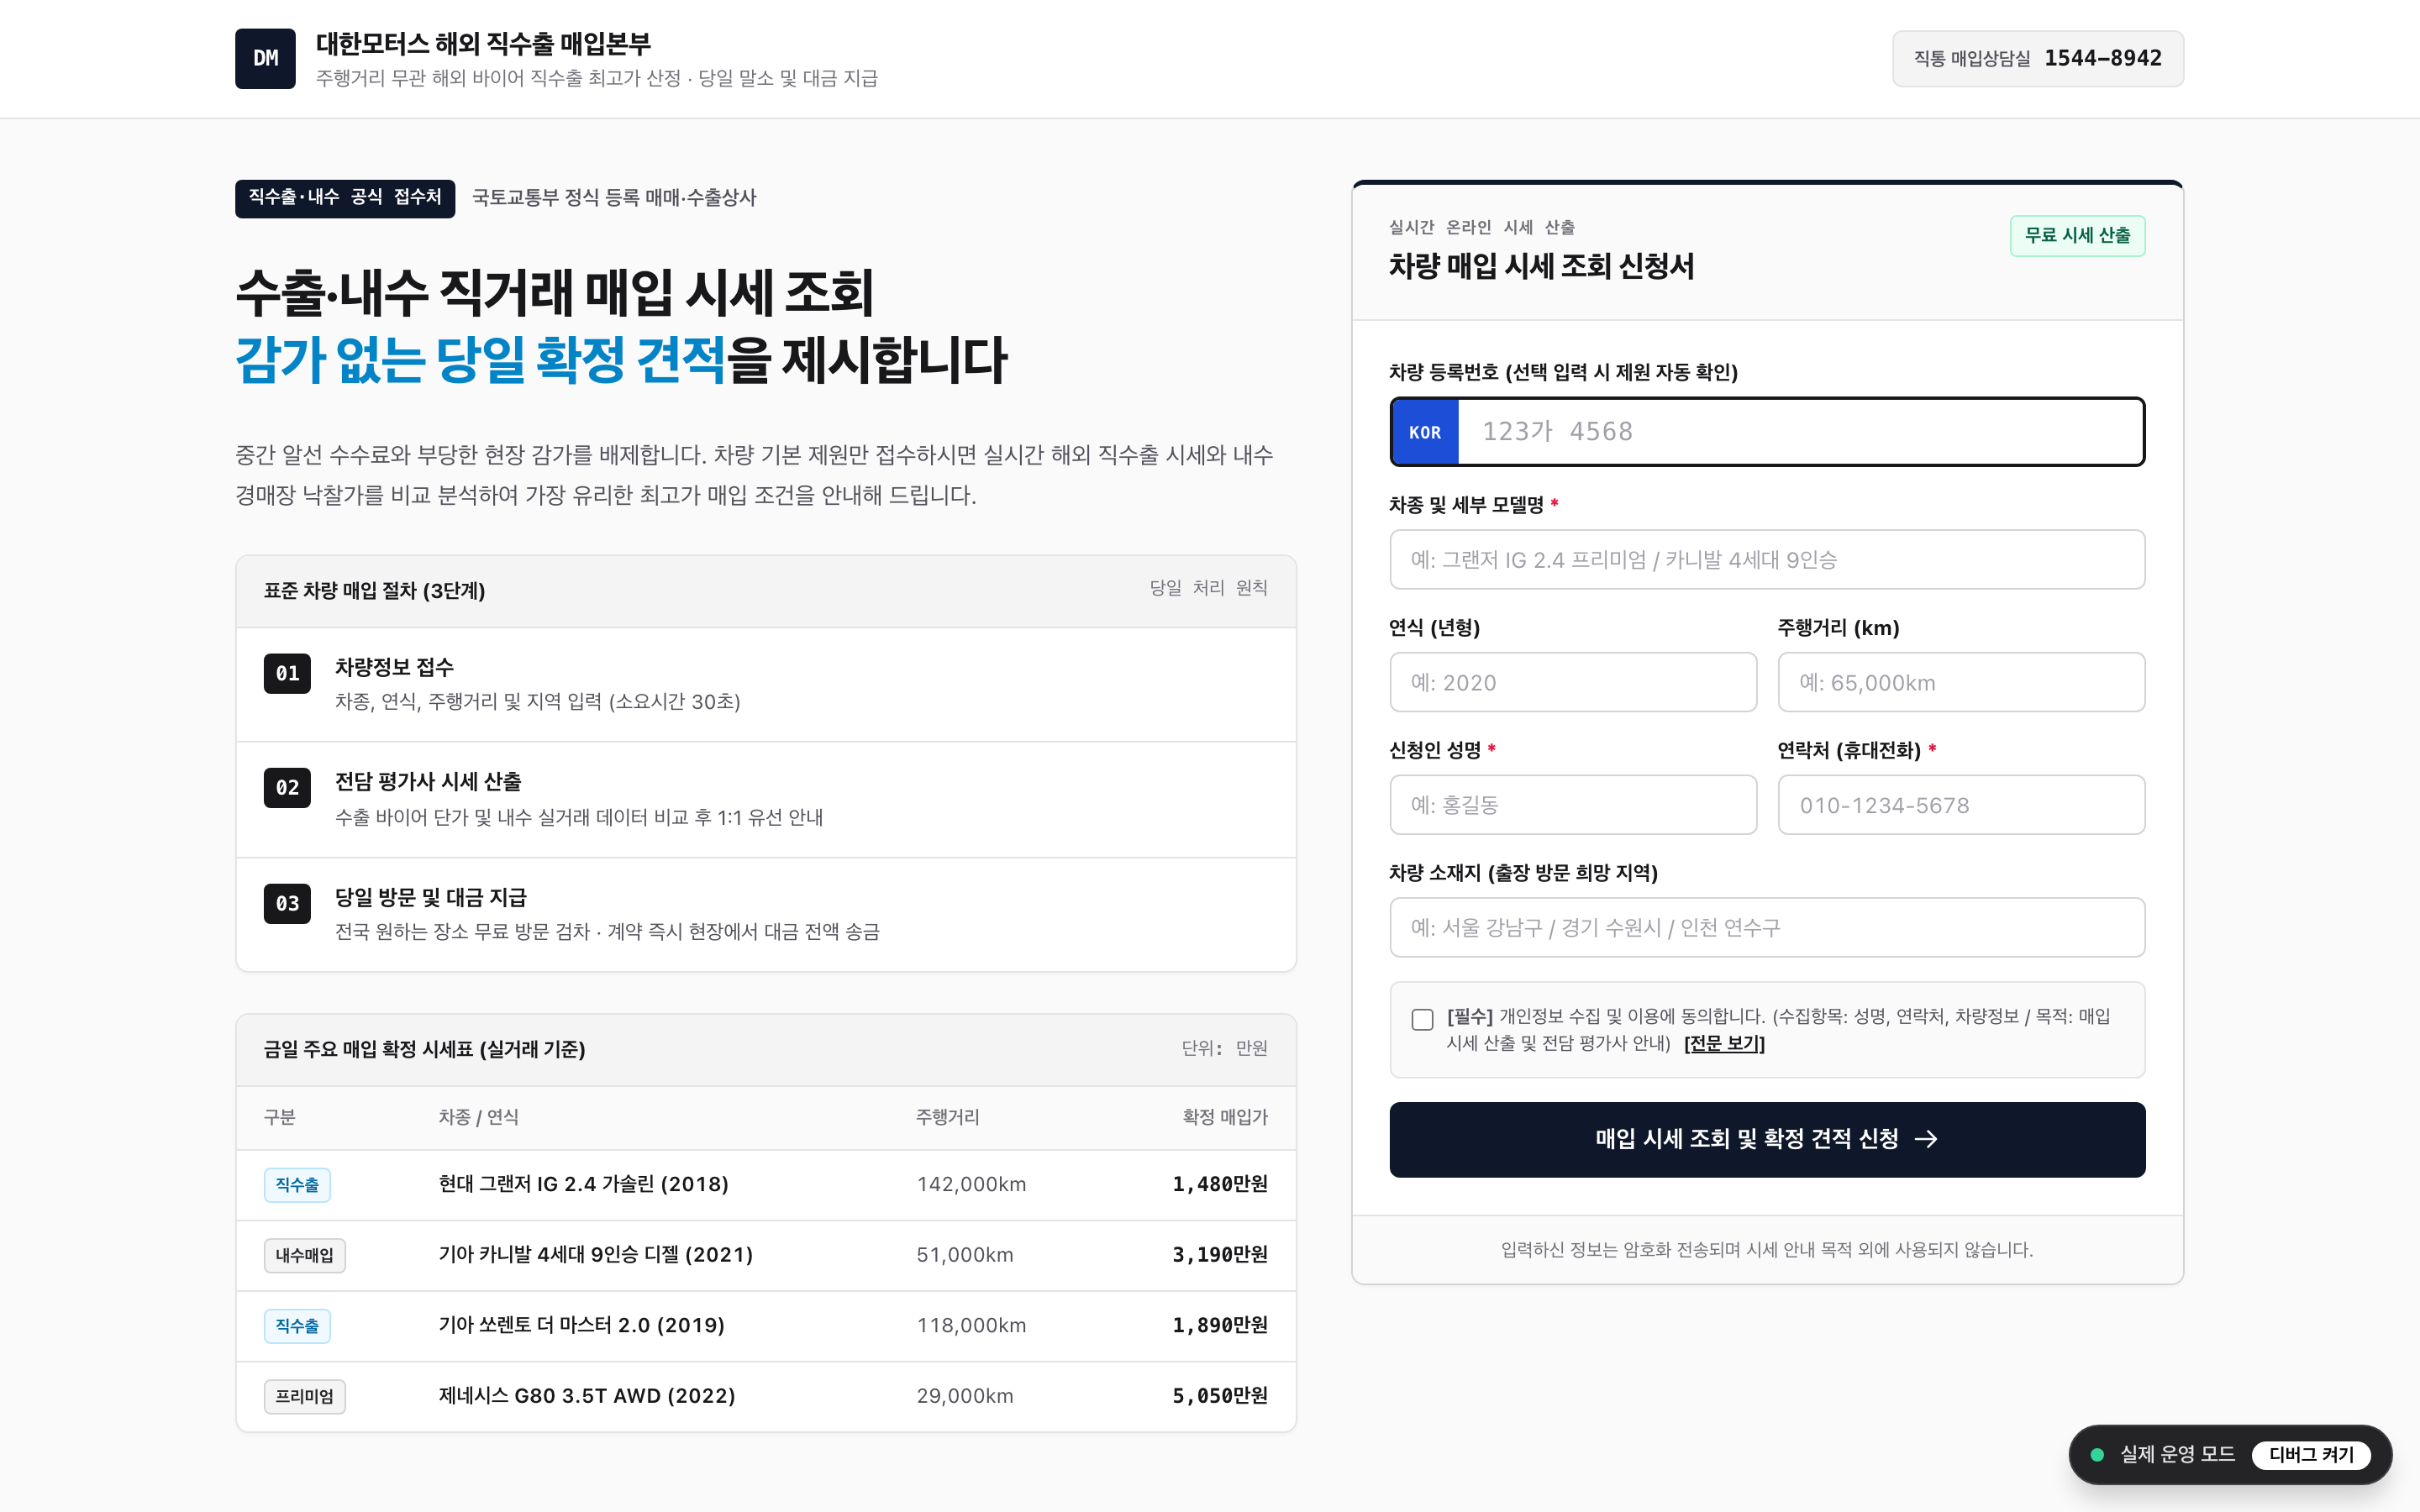 DM
대한모터스 해외 직수출 매입본부
주행거리 무관 해외 바이어 직수출 최고가 산정 · 당일 말소 및 대금 지급
직통 매입상담실 1544-8942
직수출·내수 공식 접수처 국토교통부 정식 등록 매매·수출상사
수출·내수 직거래 매입 시세 조회
감가 없는 당일 확정 견적을 제시합니다
중간 알선 수수료와 부당한 현장 감가를 배제합니다. 차량 기본 제원만 접수하시면 실시간 해외 직수출 시세와 내수
경매장 낙찰가를 비교 분석하여 가장 유리한 최고가 매입 조건을 안내해 드립니다.
표준 차량 매입 절차 (3단계) 당일 처리 원칙
01 차량정보 접수
차종, 연식, 주행거리 및 지역 입력 (소요시간 30초)
02 전담 평가사 시세 산출
수출 바이어 단가 및 내수 실거래 데이터 비교 후 1:1 유선 안내
03 당일 방문 및 대금 지급
전국 원하는 장소 무료 방문 검차 · 계약 즉시 현장에서 대금 전액 송금
금일 주요 매입 확정 시세표 (실거래 기준) 단위: 만원
구분 차종 / 연식 주행거리 확정 매입가
직수출 현대 그랜저 IG 2.4 가솔린 (2018) 142,000km 1,480만원
내수매입 기아 카니발 4세대 9인승 디젤 (2021) 51,000km 3,190만원
직수출 기아 쏘렌토 더 마스터 2.0 (2019) 118,000km 1,890만원
프리미엄 제네시스 G80 3.5T AWD (2022) 29,000km 5,050만원
실시간 온라인 시세 산출
차량 매입 시세 조회 신청서
무료 시세 산출
차량 등록번호 (선택 입력 시 제원 자동 확인)
KOR 123가 4568
차종 및 세부 모델명 *
예: 그랜저 IG 2.4 프리미엄 / 카니발 4세대 9인승
연식 (년형) 주행거리 (km)
예: 2020 예: 65,000km
신청인 성명 * 연락처 (휴대전화) *
예: 홍길동 010-1234-5678
차량 소재지 (출장 방문 희망 지역)
예: 서울 강남구 / 경기 수원시 / 인천 연수구
[필수] 개인정보 수집 및 이용에 동의합니다. (수집항목: 성명, 연락처, 차량정보 / 목적: 매입
시세 산출 및 전담 평가사 안내) [전문 보기]
매입 시세 조회 및 확정 견적 신청 →
입력하신 정보는 암호화 전송되며 시세 안내 목적 외에 사용되지 않습니다.
실제 운영 모드 디버그 켜기